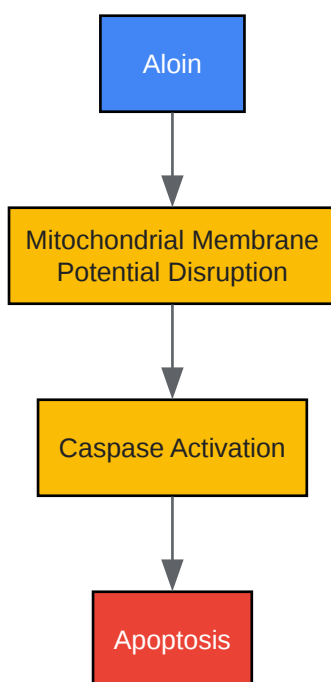 Aloin
Mitochondrial Membrane
Potential Disruption
Caspase Activation
Apoptosis